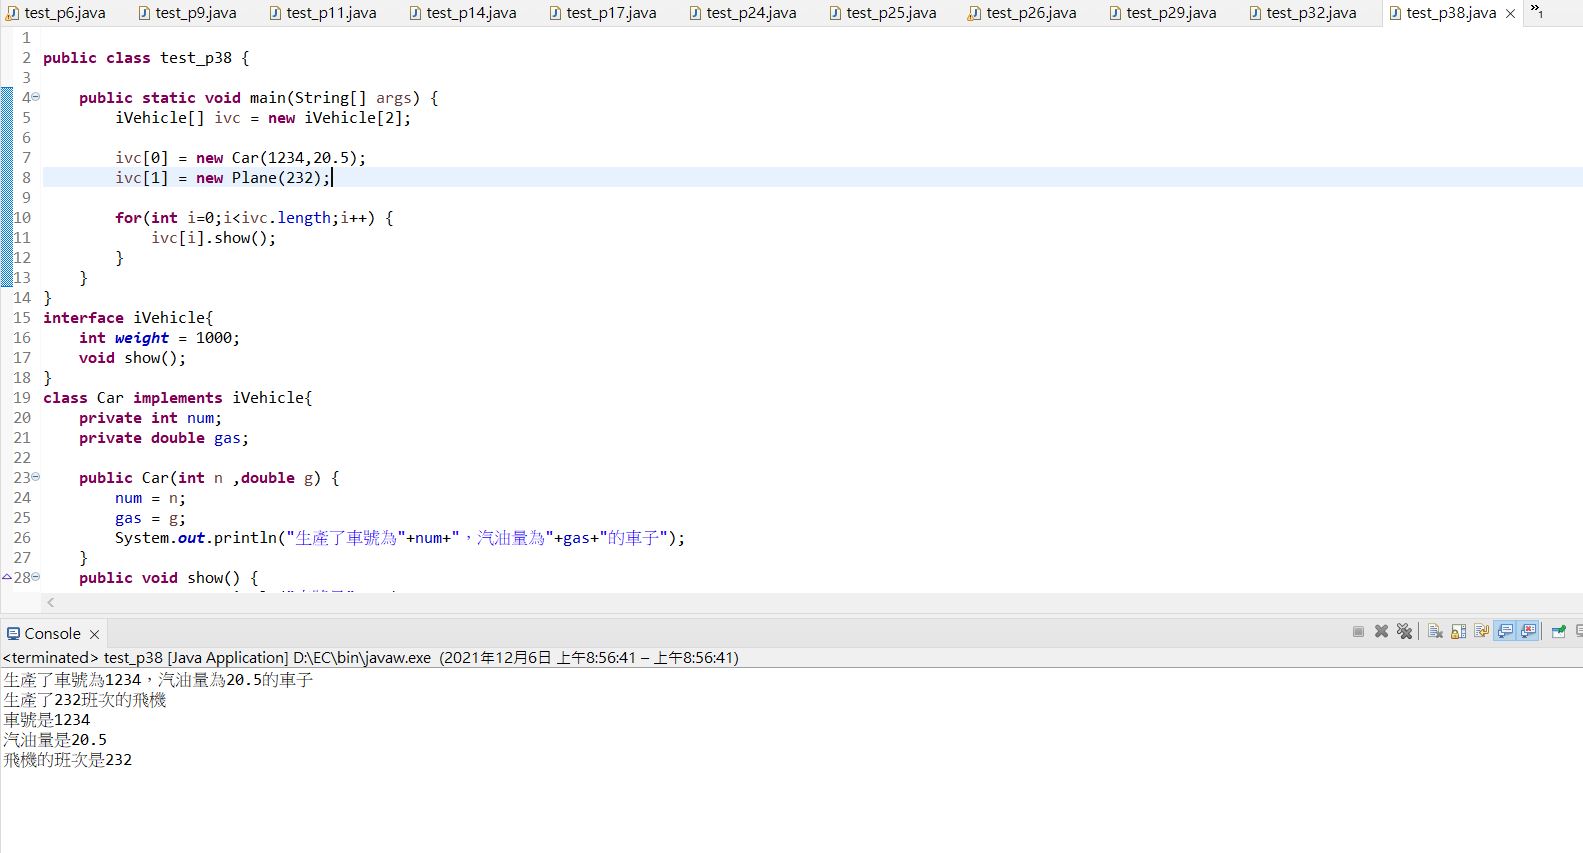 test_p6.java test_p9.java test_p11.java test_p14.java test_p17.java test_p24.java test_p25.java test_p26.java test_p29.java test_p32.java test_p38.java »1
1
2 public class test_p38 {
3
4 public static void main(String[] args) {
5 iVehicle[] ivc = new iVehicle[2];
6
7 ivc[0] = new Car(1234,20.5);
8 ivc[1] = new Plane(232);
9
10 for(int i=0;i<ivc.length;i++) {
11 ivc[i].show();
12 }
13 }
14 }
15 interface iVehicle{
16 int weight = 1000;
17 void show();
18 }
19 class Car implements iVehicle{
20 private int num;
21 private double gas;
22
23 public Car(int n ,double g) {
24 num = n;
25 gas = g;
26 System.out.println("生產了車號為"+num+"，汽油量為"+gas+"的車子");
27 }
28 public void show() {
Console
<terminated> test_p38 [Java Application] D:\EC\bin\javaw.exe (2021年12月6日 上午8:56:41 – 上午8:56:41)
生產了車號為1234，汽油量為20.5的車子
生產了232班次的飛機
車號是1234
汽油量是20.5
飛機的班次是232